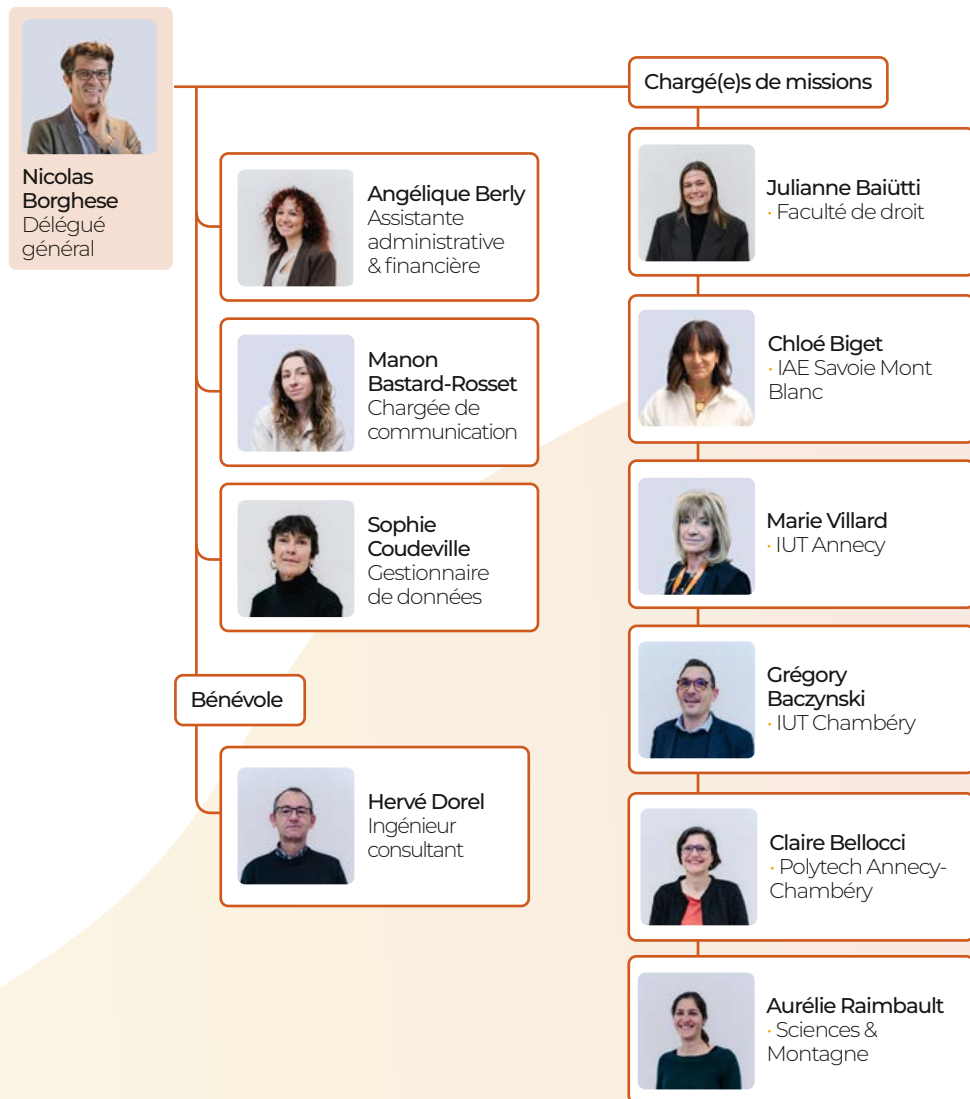 Nicolas
Borghese
Délégué
général
Angélique Berly
Assistante
administrative
& financière
Manon
Bastard-Rosset
Chargée de
communication
Sophie
Coudeville
Gestionnaire
de données
Bénévole
Hervé Dorel
Ingénieur
consultant
Chargé(e)s de missions
Julianne Baiütti
· Faculté de droit
Chloé Biget
· IAE Savoie Mont
Blanc
Marie Villard
· IUT Annecy
Grégory
Baczynski
· IUT Chambéry
Claire Bellocci
· Polytech Annecy-
Chambéry
Aurélie Raimbault
· Sciences &
Montagne